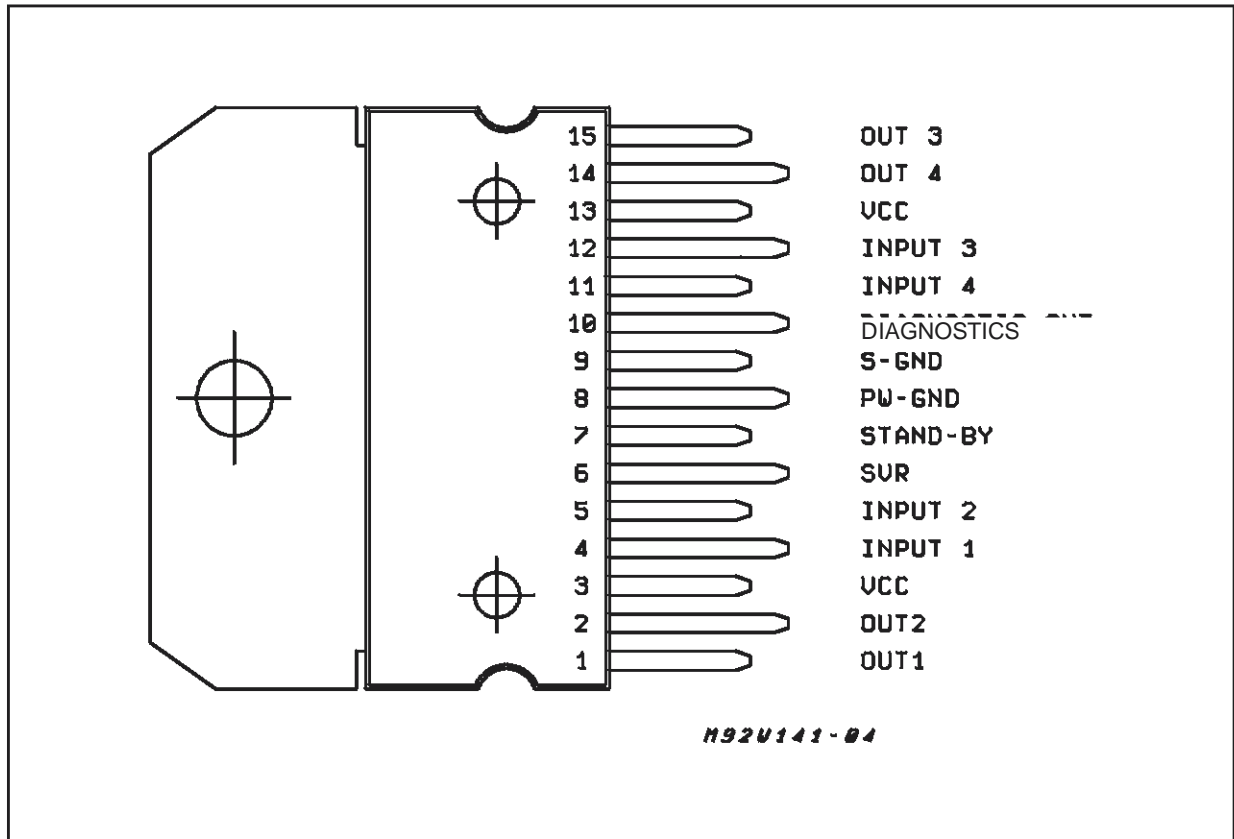 15 OUT 3
14 OUT 4
13 VCC
12 INPUT 3
11 INPUT 4
10 DIAGNOSTICS
9 S-GND
8 PW-GND
7 STAND-BY
6 SVR
5 INPUT 2
4 INPUT 1
3 VCC
2 OUT2
1 OUT1
M92V141-04